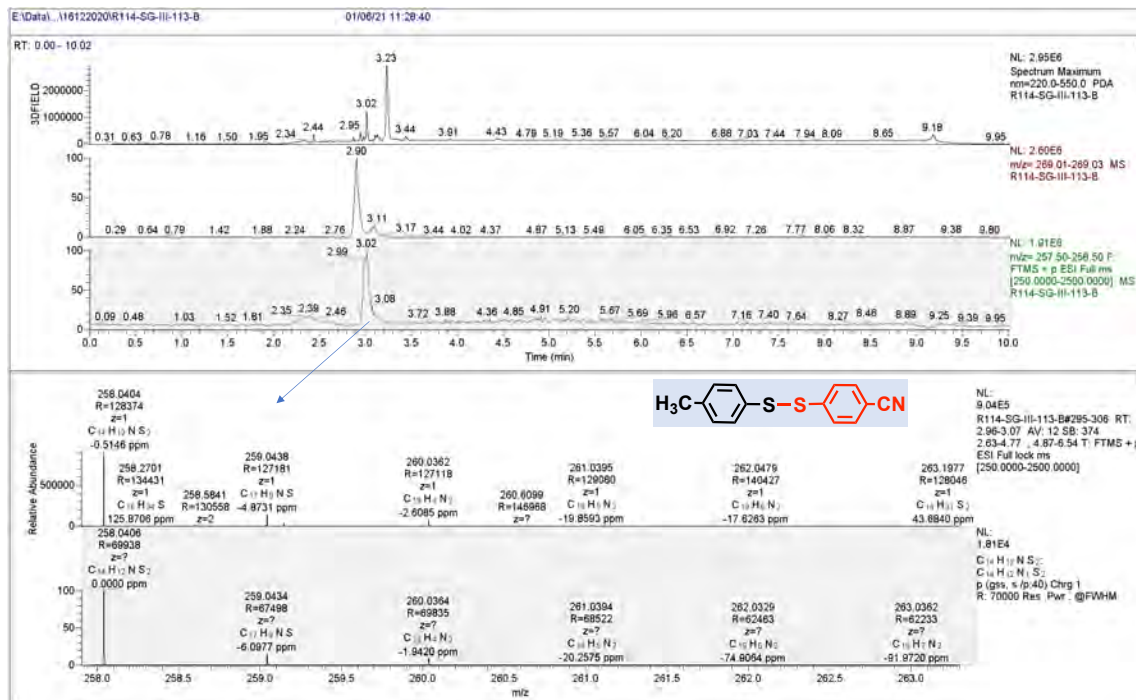 E:\Data\...\16122020\R114-SG-III-113-B 01/06/21 11:28:40
RT: 0.00 - 10.02
3.23
NL: 2.95E6
Spectrum Maximum
nm=220.0-550.0 PDA
R114-SG-III-113-B
3DFIELD
2000000
1000000
0
3.02
0.31 0.63 0.78 1.16 1.50 1.95 2.34 2.44 2.95 3.44 3.91 4.43 4.79 5.19 5.36 5.57 6.04 6.20 6.88 7.03 7.44 7.94 8.09 8.65 9.18 9.95
2.90
NL: 2.60E6
m/z= 269.01-269.03 MS
R114-SG-III-113-B
100
50
0
3.11
0.29 0.64 0.79 1.42 1.88 2.24 2.76 3.17 3.44 4.02 4.37 4.87 5.13 5.48 6.05 6.35 6.53 6.92 7.26 7.77 8.06 8.32 8.87 9.38 9.80
3.02
2.99
NL: 1.91E6
m/z= 257.50-258.50 F:
FTMS + p ESI Full ms
[250.0000-2500.0000] MS
R114-SG-III-113-B
100
50
0
3.08
0.09 0.48 1.03 1.52 1.81 2.35 2.39 2.46 3.72 3.88 4.36 4.85 4.91 5.20 5.67 5.69 5.96 6.57 7.16 7.40 7.64 8.27 8.48 8.89 9.25 9.39 9.95
0.0 0.5 1.0 1.5 2.0 2.5 3.0 3.5 4.0 4.5 5.0 5.5 6.0 6.5 7.0 7.5 8.0 8.5 9.0 9.5 10.0
Time (min)
H3C S S CN
NL:
9.04E5
R114-SG-III-113-B#295-306 RT:
2.96-3.07 AV: 12 SB: 374
2.63-4.77 , 4.87-6.54 T: FTMS +
ESI Full lock ms
[250.0000-2500.0000]
258.0404
R=128374
z=1
-0.5146 ppm
258.2701
R=134431
z=1
C16 H34 S
125.8706 ppm
258.5841
R=130558
z=2
259.0438
R=127181
z=1
C17 H9 N S
-4.8731 ppm
260.0362
R=127118
z=1
-2.6085 ppm
260.6099
R=146968
z=?
261.0395
R=129060
z=1
-19.8593 ppm
262.0479
R=140427
z=1
-17.6263 ppm
263.1977
R=128046
z=1
43.6840 ppm
Relative Abundance
500000
0
258.0406
R=69938
z=?
C14 H12 N S2
0.0000 ppm
NL:
1.81E4
C14 H12 N S2:
C14 H12 N1 S2
p (gss, s /p:40) Chrg 1
R: 70000 Res .Pwr . @FWHM
100
50
0
259.0434
R=67498
z=?
C17 H9 N S
-6.0977 ppm
260.0364
R=69835
z=?
-1.9420 ppm
261.0394
R=68522
z=?
-20.2575 ppm
262.0329
R=62463
z=?
-74.9064 ppm
263.0362
R=62233
z=?
-91.9720 ppm
258.0 258.5 259.0 259.5 260.0 260.5 261.0 261.5 262.0 262.5 263.0
m/z